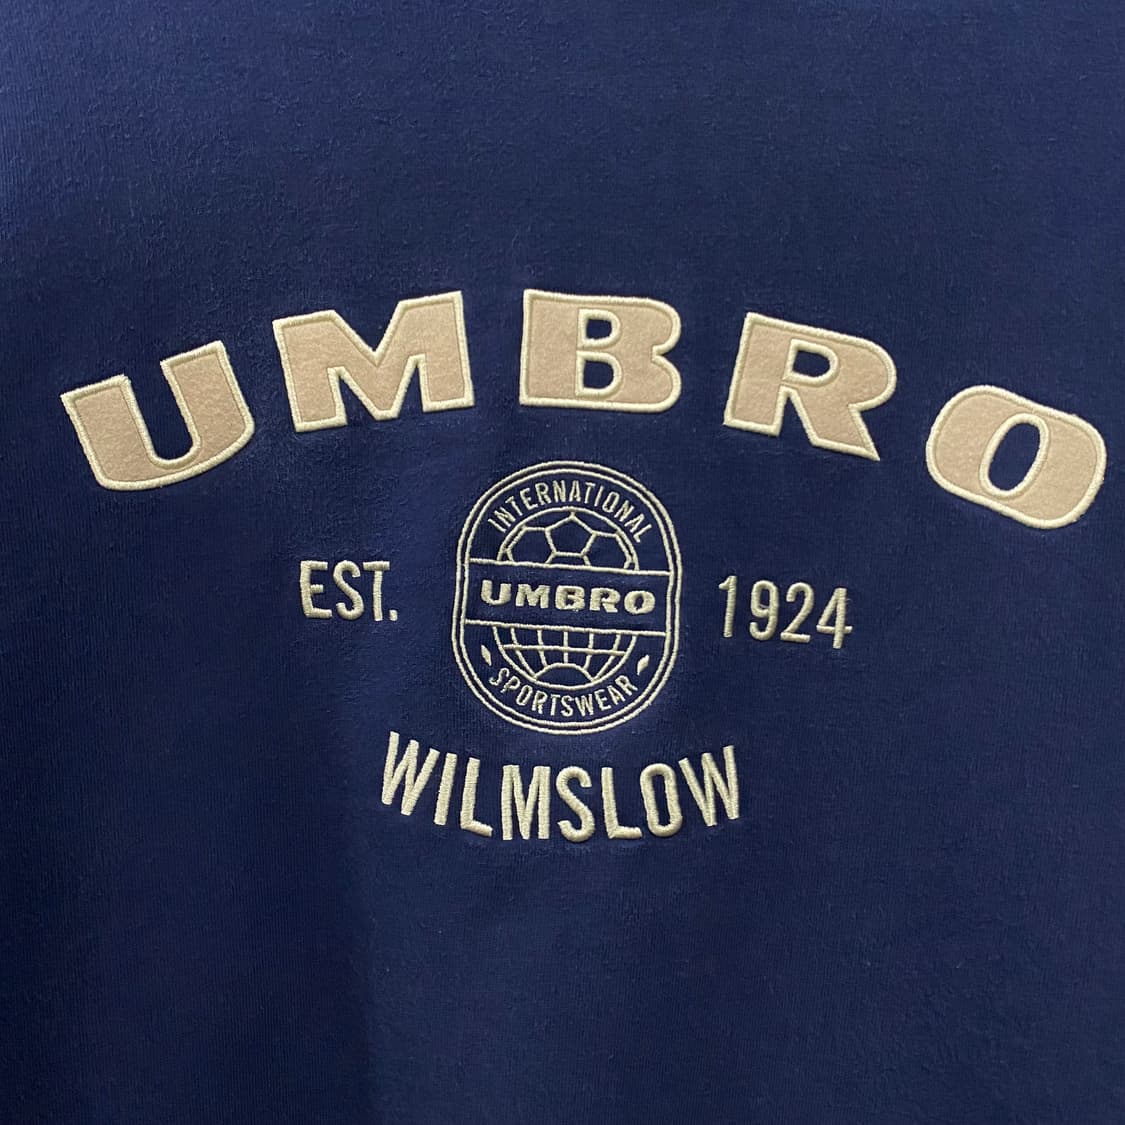 UMBRO
INTERNATIONAL
EST. UMBRO 1924
SPORTSWEAR
WILMSLOW